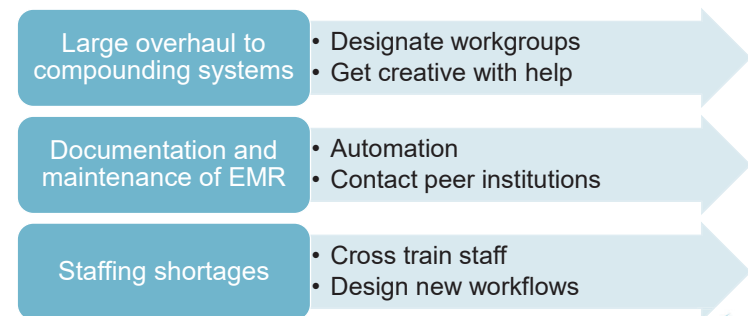 Large overhaul to
compounding systems
• Designate workgroups
• Get creative with help
Documentation and
maintenance of EMR
• Automation
• Contact peer institutions
Staffing shortages
• Cross train staff
• Design new workflows